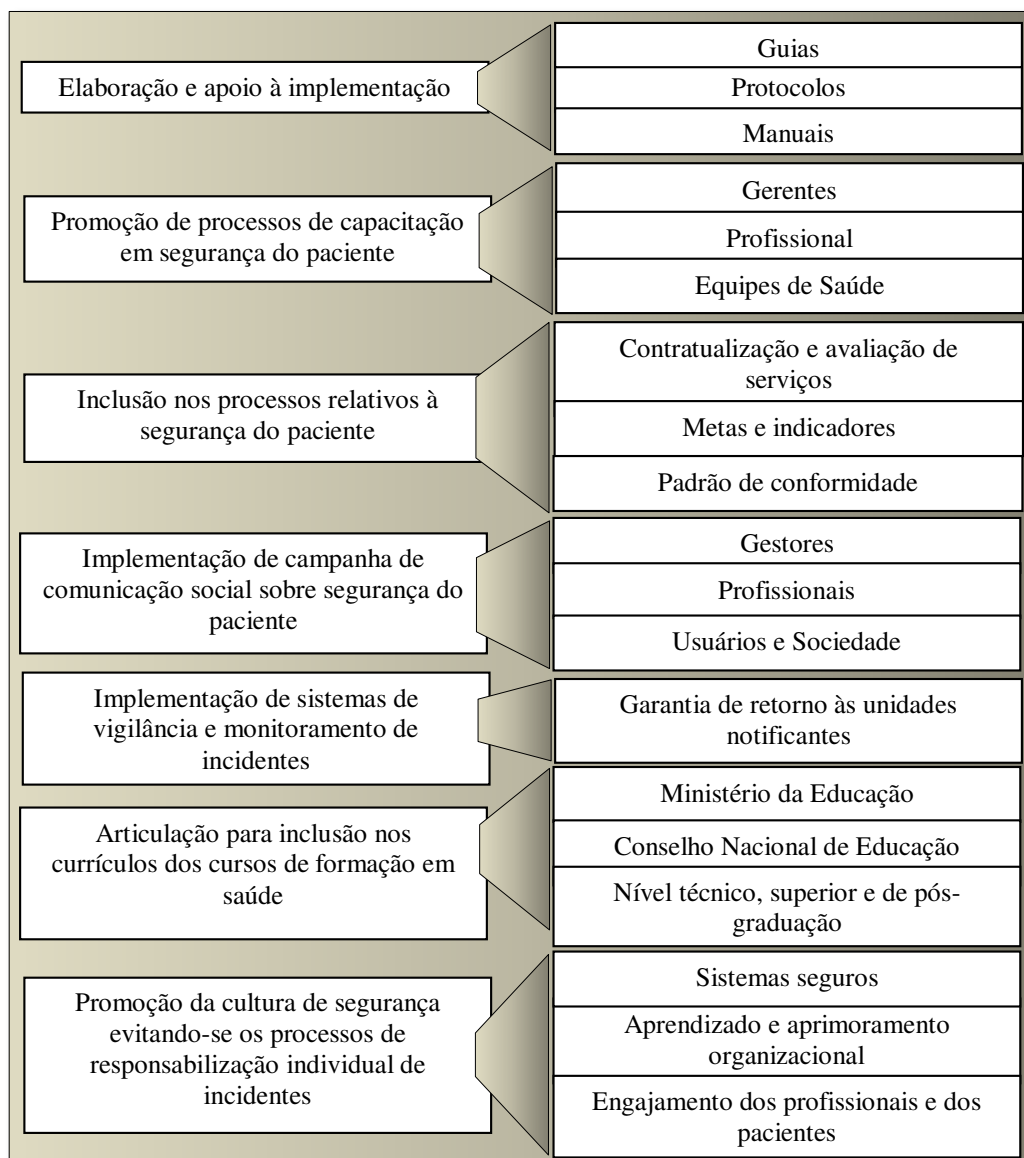 Elaboração e apoio à implementação
Guias
Protocolos
Manuais
Promoção de processos de capacitação
em segurança do paciente
Gerentes
Profissional
Equipes de Saúde
Inclusão nos processos relativos à
segurança do paciente
Contratualização e avaliação de
serviços
Metas e indicadores
Padrão de conformidade
Implementação de campanha de
comunicação social sobre segurança do
paciente
Gestores
Profissionais
Usuários e Sociedade
Implementação de sistemas de
vigilância e monitoramento de
incidentes
Garantia de retorno às unidades
notificantes
Articulação para inclusão nos
currículos dos cursos de formação em
saúde
Ministério da Educação
Conselho Nacional de Educação
Nível técnico, superior e de pós-
graduação
Promoção da cultura de segurança
evitando-se os processos de
responsabilização individual de
incidentes
Sistemas seguros
Aprendizado e aprimoramento
organizacional
Engajamento dos profissionais e dos
pacientes